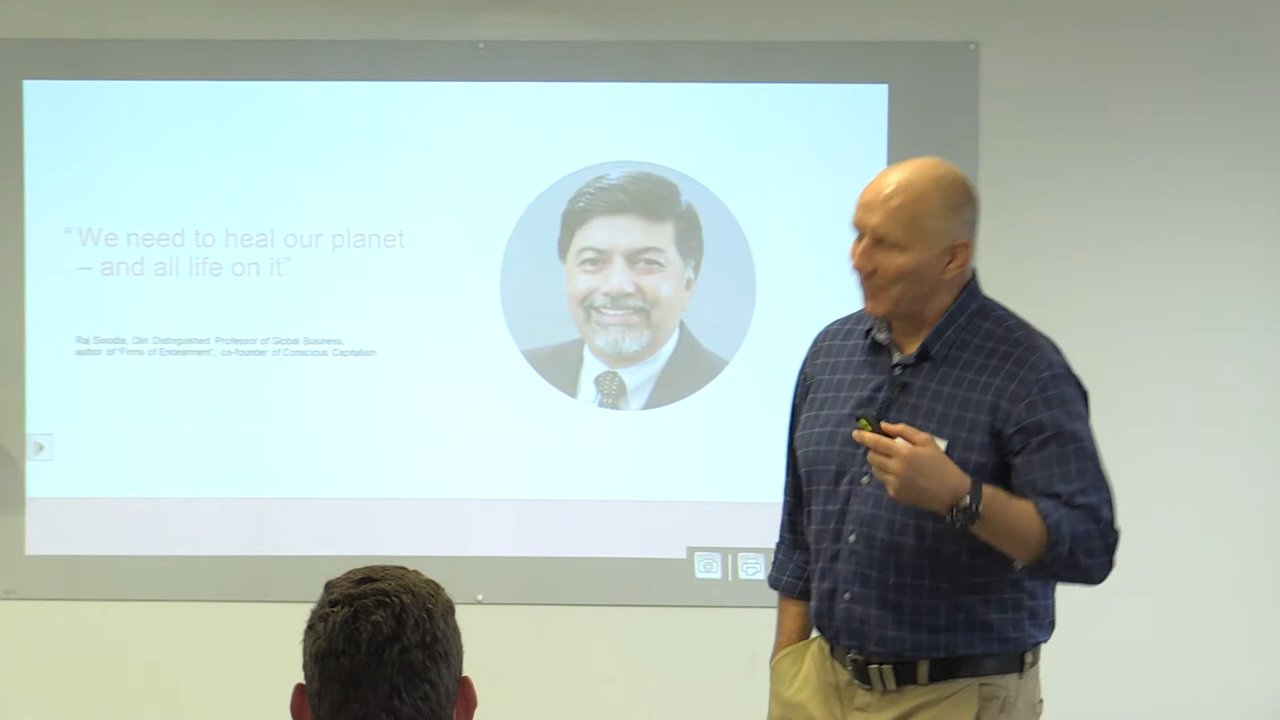 “We need to heal our planet
– and all life on it”
Raj Sisodia, Olin Distinguished Professor of Global Business,
author of 'Firms of Endearment', co-founder of Conscious Capitalism